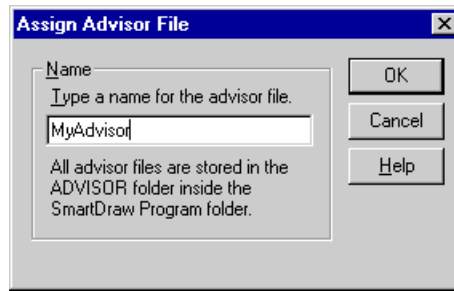 Assign Advisor File
Name
Type a name for the advisor file.
MyAdvisor
All advisor files are stored in the
ADVISOR folder inside the
SmartDraw Program folder.
OK
Cancel
Help